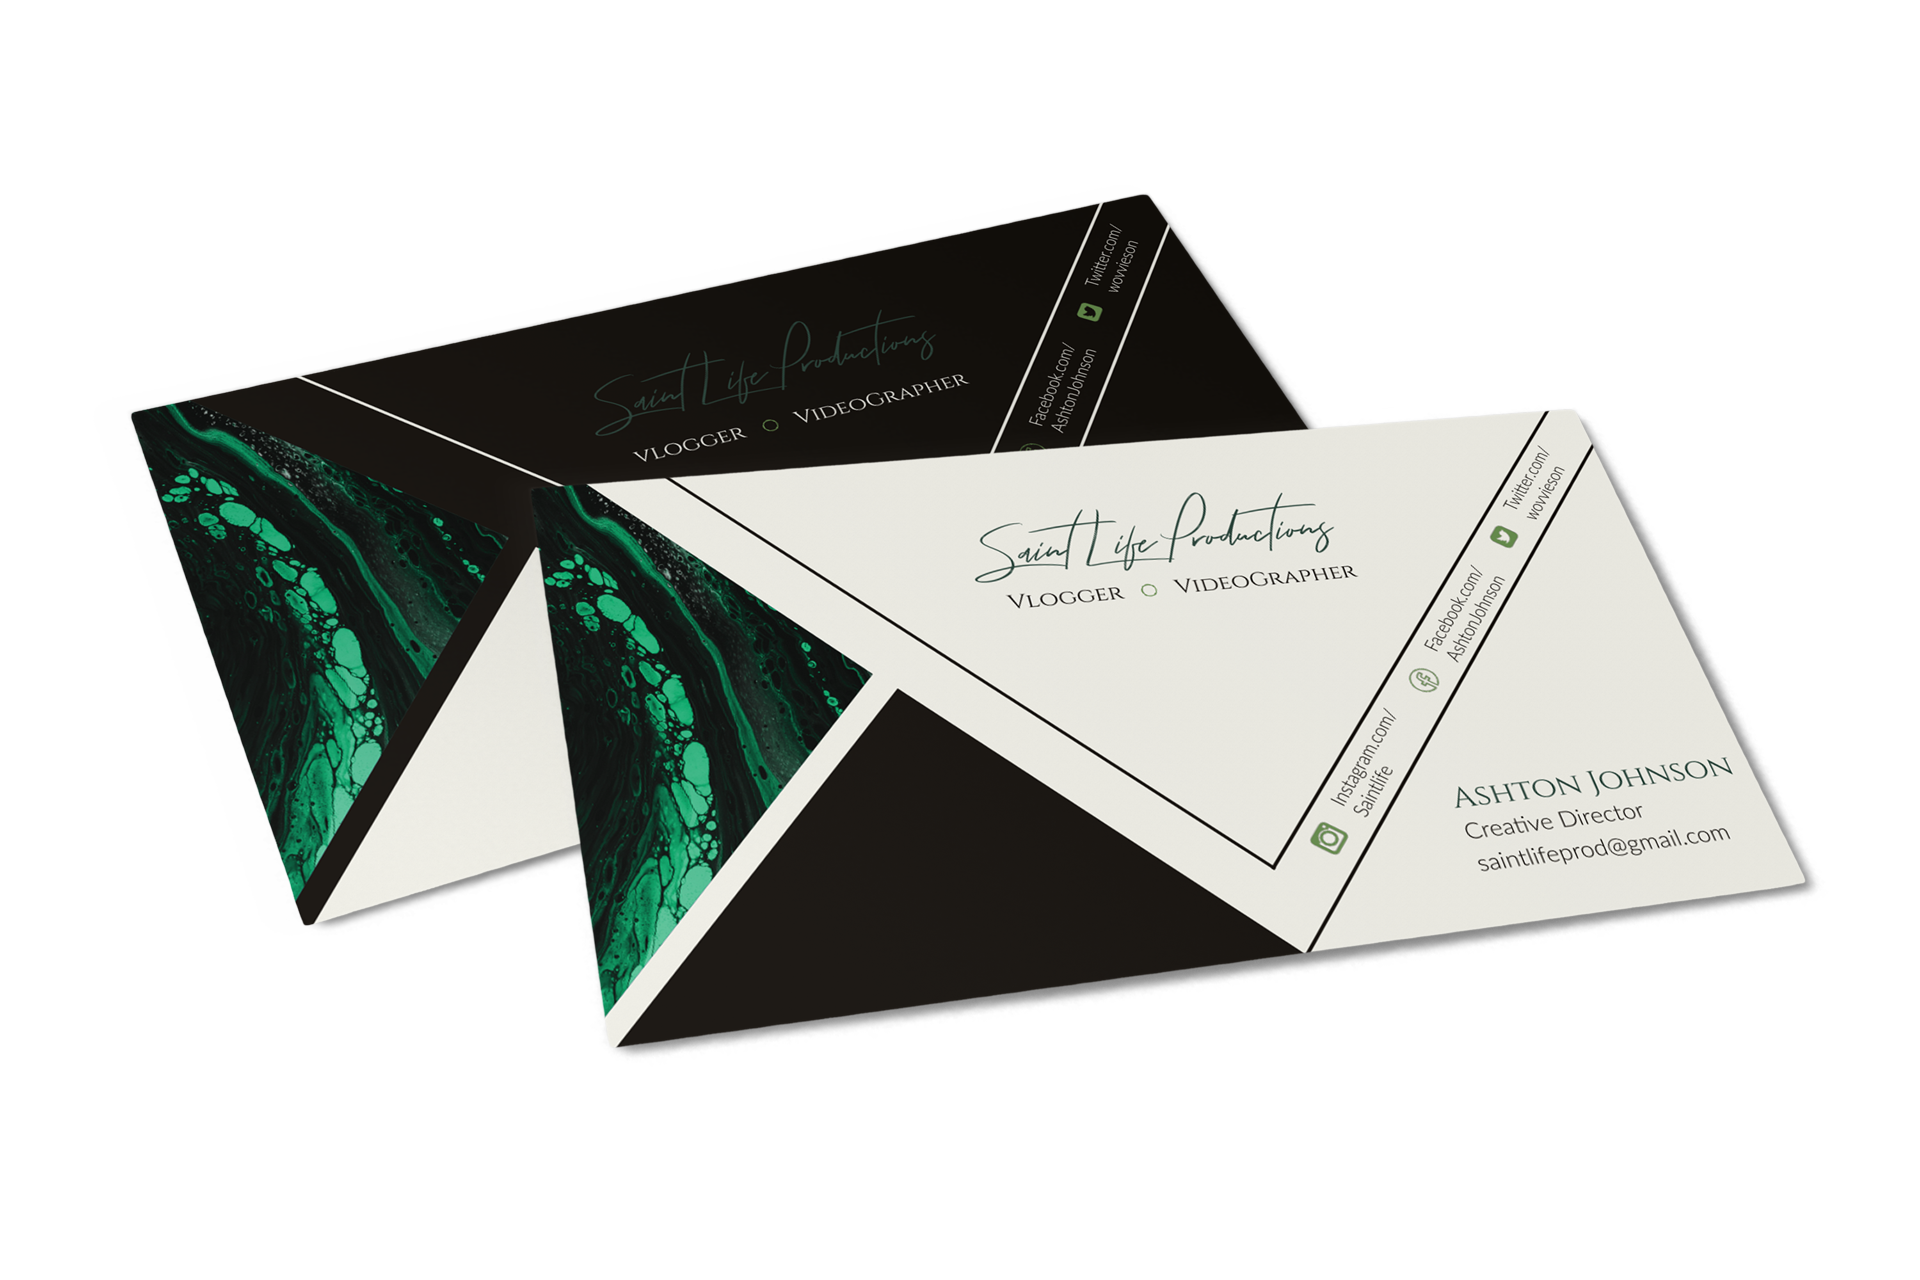 Saint Life Productions
VLOGGER VIDEOGRAPHER
Facebook.com/
AshtonJohnson
Twitter.com/
wovvieson
Saint Life Productions
VLOGGER VIDEOGRAPHER
Instagram.com/
Saintlife
Facebook.com/
AshtonJohnson
Twitter.com/
wovvieson
ASHTON JOHNSON
Creative Director
saintlifeprod@gmail.com